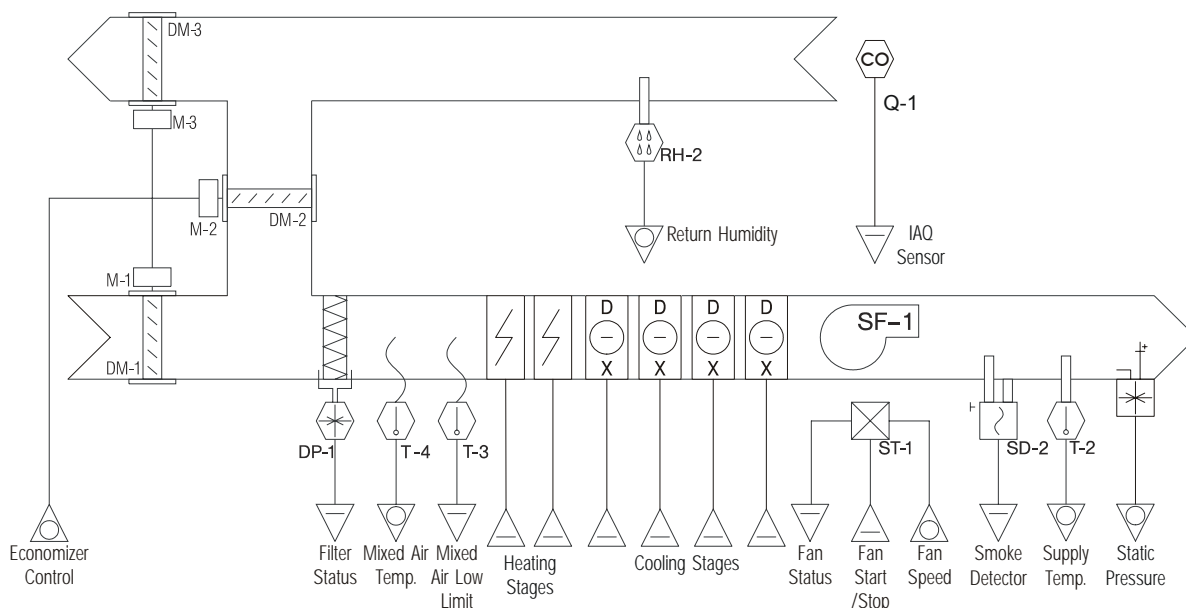 DM-3
CO
M-3
Q-1
RH-2
M-2
DM-2
Return Humidity
IAQ
Sensor
M-1
D
D
D
D
SF-1
DM-1
X
X
X
X
DP-1
T-4
T-3
ST-1
SD-2
T-2
Economizer
Control
Filter
Status
Mixed Air
Temp.
Mixed
Air Low
Limit
Heating
Stages
Cooling Stages
Fan
Status
Fan
Start
/Stop
Fan
Speed
Smoke
Detector
Supply
Temp.
Static
Pressure